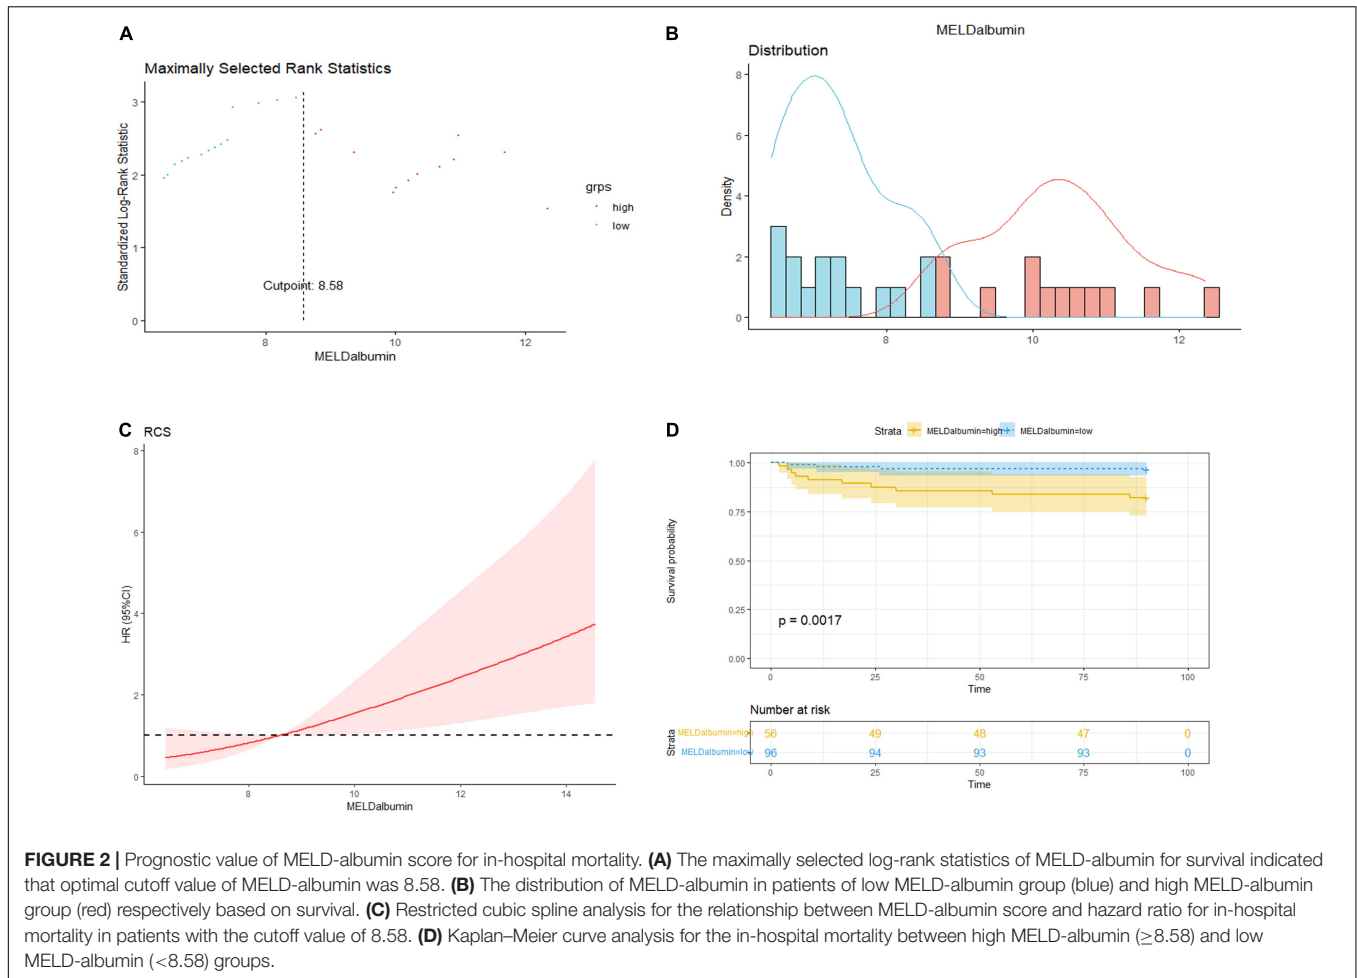 A
Maximally Selected Rank Statistics
Standardized Log-Rank Statistic
3
2
1
0
Cutpoint: 8.58
8
10
12
MELDalbumin
grps
high
low
B
MELDalbumin
Distribution
Density
8
6
4
2
0
8
10
12
C
RCS
HR (95%CI)
8
6
4
2
0
8
10
12
14
MELDalbumin
D
Strata MELDalbumin=high MELDalbumin=low
Survival probability
1.00
0.75
0.50
0.25
0.00
p = 0.0017
0 25 50 75 100
Time
Number at risk
Strata
MELDalbumin=high 56 49 48 47 0
MELDalbumin=low 96 94 93 93 0
0 25 50 75 100
Time
FIGURE 2 | Prognostic value of MELD-albumin score for in-hospital mortality. (A) The maximally selected log-rank statistics of MELD-albumin for survival indicated
that optimal cutoff value of MELD-albumin was 8.58. (B) The distribution of MELD-albumin in patients of low MELD-albumin group (blue) and high MELD-albumin
group (red) respectively based on survival. (C) Restricted cubic spline analysis for the relationship between MELD-albumin score and hazard ratio for in-hospital
mortality in patients with the cutoff value of 8.58. (D) Kaplan–Meier curve analysis for the in-hospital mortality between high MELD-albumin (≥8.58) and low
MELD-albumin (<8.58) groups.